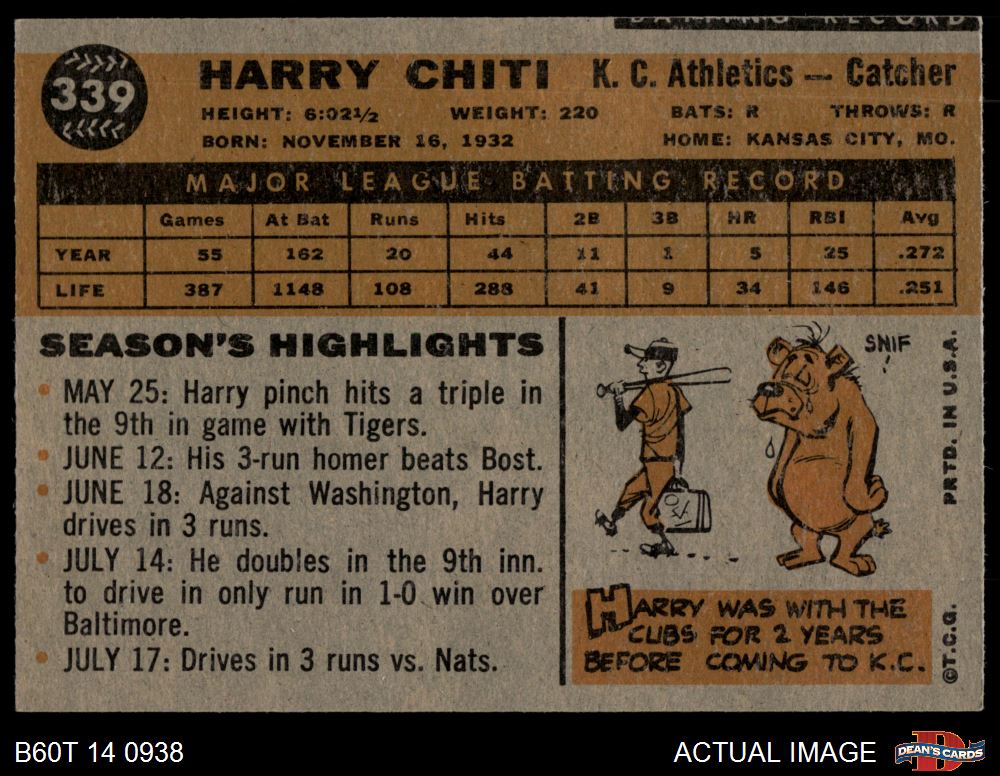 BATTING RECORD
339
HARRY CHITI K. C. Athletics — Catcher
HEIGHT: 6:02½ WEIGHT: 220 BATS: R THROWS: R
BORN: NOVEMBER 16, 1932 HOME: KANSAS CITY, MO.
MAJOR LEAGUE BATTING RECORD
Games At Bat Runs Hits 2B 3B HR RBI Avg
YEAR 55 162 20 44 11 1 5 25 .272
LIFE 387 1148 108 288 41 9 34 146 .251
SEASON'S HIGHLIGHTS
• MAY 25: Harry pinch hits a triple in
the 9th in game with Tigers.
• JUNE 12: His 3-run homer beats Bost.
• JUNE 18: Against Washington, Harry
drives in 3 runs.
• JULY 14: He doubles in the 9th inn.
to drive in only run in 1-0 win over
Baltimore.
• JULY 17: Drives in 3 runs vs. Nats.
SNIF
!
HARRY WAS WITH THE
CUBS FOR 2 YEARS
BEFORE COMING TO K.C.
©T.C.G. PRTD. IN U.S.A.
B60T 14 0938 ACTUAL IMAGE DEAN'S CARDS